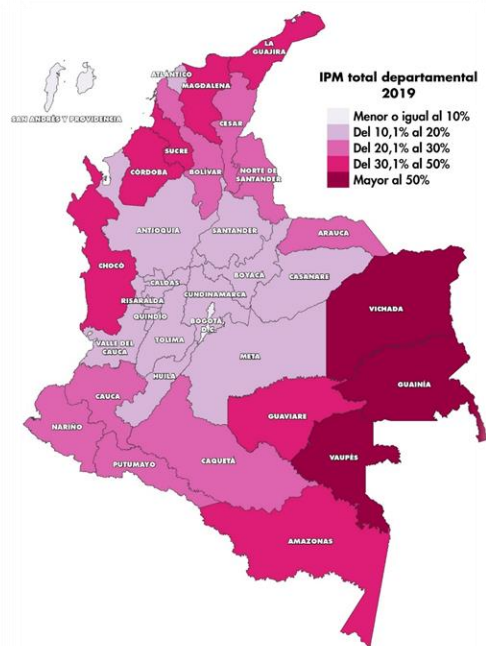 IPM total departamental
2019
Menor o igual al 10%
Del 10,1% al 20%
Del 20,1% al 30%
Del 30,1% al 50%
Mayor al 50%
LA
GUAJIRA
ATLÁNTICO
MAGDALENA
SAN ANDRÉS Y PROVIDENCIA
CESAR
SUCRE
CÓRDOBA
BOLÍVAR
NORTE DE
SANTANDER
ANTIOQUIA
SANTANDER
ARAUCA
CHOCÓ
BOYACÁ
CASANARE
CALDAS
RISARALDA
CUNDINAMARCA
VICHADA
QUINDÍO
BOGOTÁ
D.C.
VALLE DEL
CAUCA
TOLIMA
META
GUAINÍA
HUILA
CAUCA
GUAVIARE
NARIÑO
VAUPÉS
CAQUETÁ
PUTUMAYO
AMAZONAS